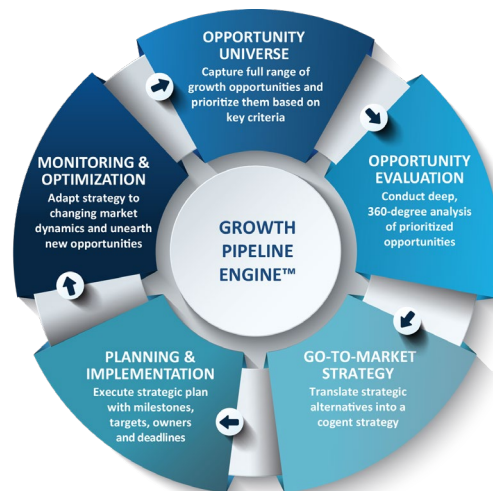 OPPORTUNITY
UNIVERSE
Capture full range of
growth opportunities and
prioritize them based on
key criteria
OPPORTUNITY
EVALUATION
Conduct deep,
360-degree analysis
of prioritized
opportunities
GO-TO-MARKET
STRATEGY
Translate strategic
alternatives into a
cogent strategy
PLANNING &
IMPLEMENTATION
Execute strategic plan
with milestones,
targets, owners
and deadlines
MONITORING &
OPTIMIZATION
Adapt strategy to
changing market
dynamics and unearth
new opportunities
GROWTH
PIPELINE
ENGINE™